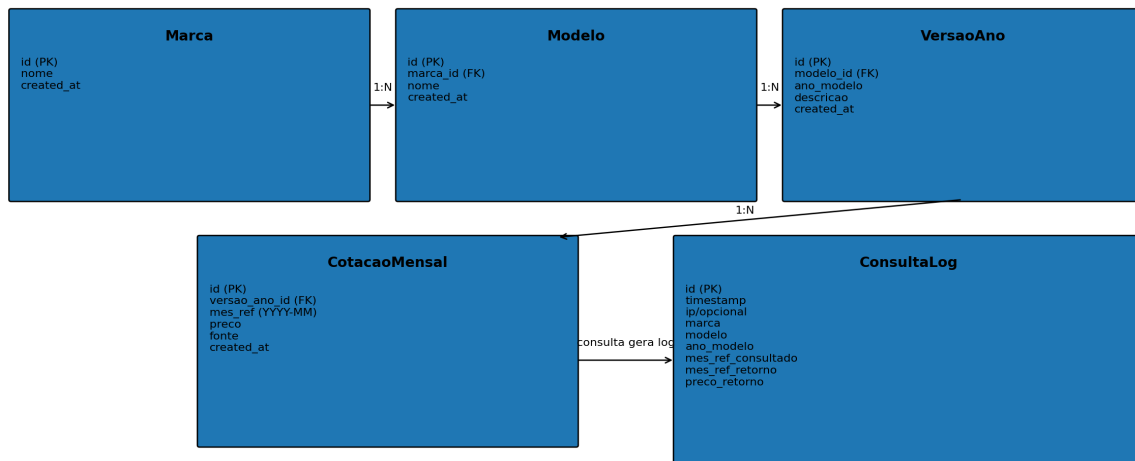 Marca
id (PK)
nome
created_at
1:N
Modelo
id (PK)
marca_id (FK)
nome
created_at
1:N
VersaoAno
id (PK)
modelo_id (FK)
ano_modelo
descricao
created_at
1:N
CotacaoMensal
id (PK)
versao_ano_id (FK)
mes_ref (YYYY-MM)
preco
fonte
created_at
consulta gera log
ConsultaLog
id (PK)
timestamp
ip/opcional
marca
modelo
ano_modelo
mes_ref_consultado
mes_ref_retorno
preco_retorno